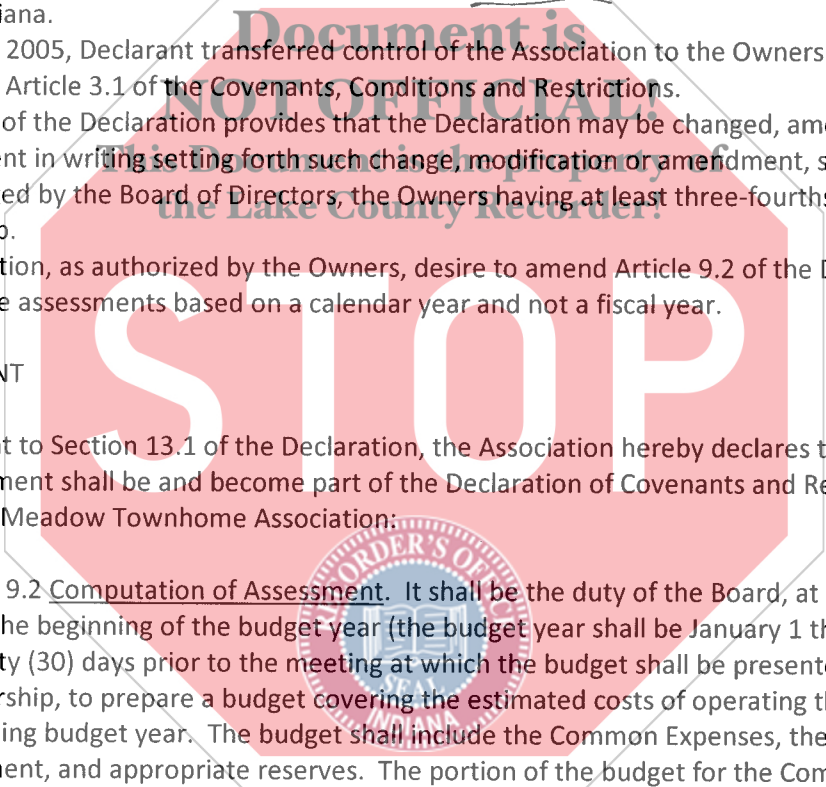 iana.
Document is
2005, Declarant transferred control of the Association to the Owners
Article 3.1 of the Covenants, Conditions and Restrictions.
NOT OFFICIAL!
of the Declaration provides that the Declaration may be changed, ame
nt in writing setting forth such change, modification or amendment, s
This Document is the property of
ed by the Board of Directors, the Owners having at least three-fourths
the Lake County Recorder!
p.
tion, as authorized by the Owners, desire to amend Article 9.2 of the D
e assessments based on a calendar year and not a fiscal year.
STOP
NT
t to Section 13.1 of the Declaration, the Association hereby declares t
ment shall be and become part of the Declaration of Covenants and Re
Meadow Townhome Association:
RECORDER'S OFFICE
9.2 Computation of Assessment. It shall be the duty of the Board, at
he beginning of the budget year (the budget year shall be January 1 th
ty (30) days prior to the meeting at which the budget shall be presente
SEAL
rship, to prepare a budget covering the estimated costs of operating th
INDIANA
ing budget year. The budget shall include the Common Expenses, the
ment, and appropriate reserves. The portion of the budget for the Com